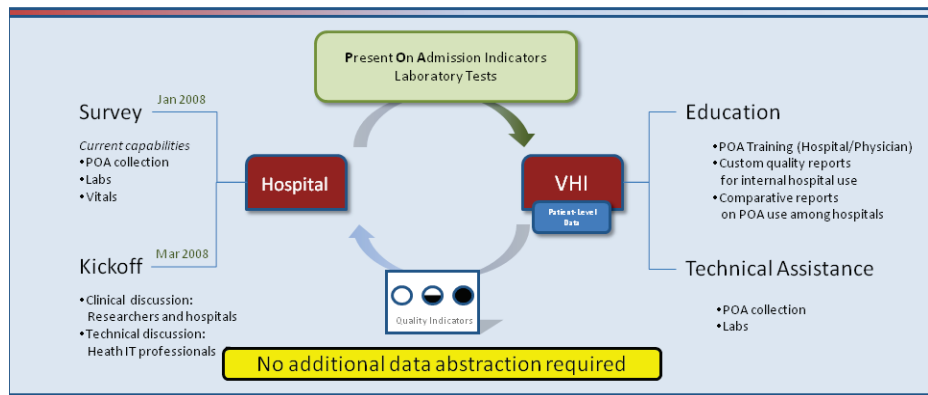 Present On Admission Indicators
Laboratory Tests
Jan 2008
Survey
Current capabilities
•POA collection
•Labs
•Vitals
Hospital
VHI
Patient-Level
Data
Education
•POA Training (Hospital/Physician)
•Custom quality reports
for internal hospital use
•Comparative reports
on POA use among hospitals
Mar 2008
Kickoff
•Clinical discussion:
Researchers and hospitals
•Technical discussion:
Heath IT professionals
Quality Indicators
Technical Assistance
•POA collection
•Labs
No additional data abstraction required